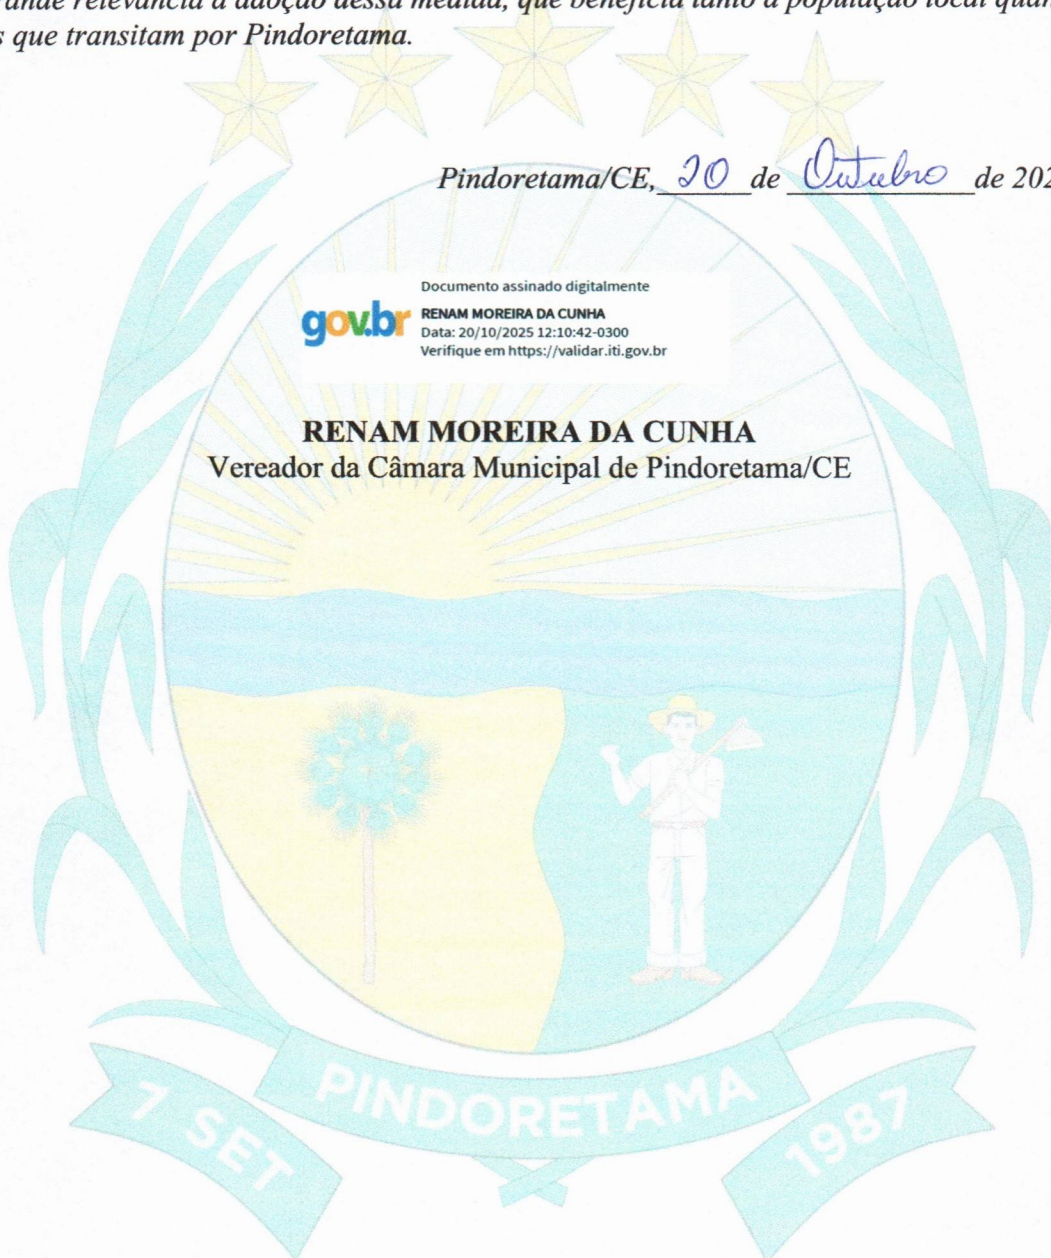 grande relevância a adoção dessa medida, que beneficia tanto a população local
que transitam por Pindoretama.
Pindoretama/CE, 20 de Outubro de 202
gov.br
Documento assinado digitalmente
RENAM MOREIRA DA CUNHA
Data: 20/10/2025 12:10:42-0300
Verifique em https://validar.iti.gov.br
RENAM MOREIRA DA CUNHA
Vereador da Câmara Municipal de Pindoretama/CE
7 SET
PINDORETAMA
1987